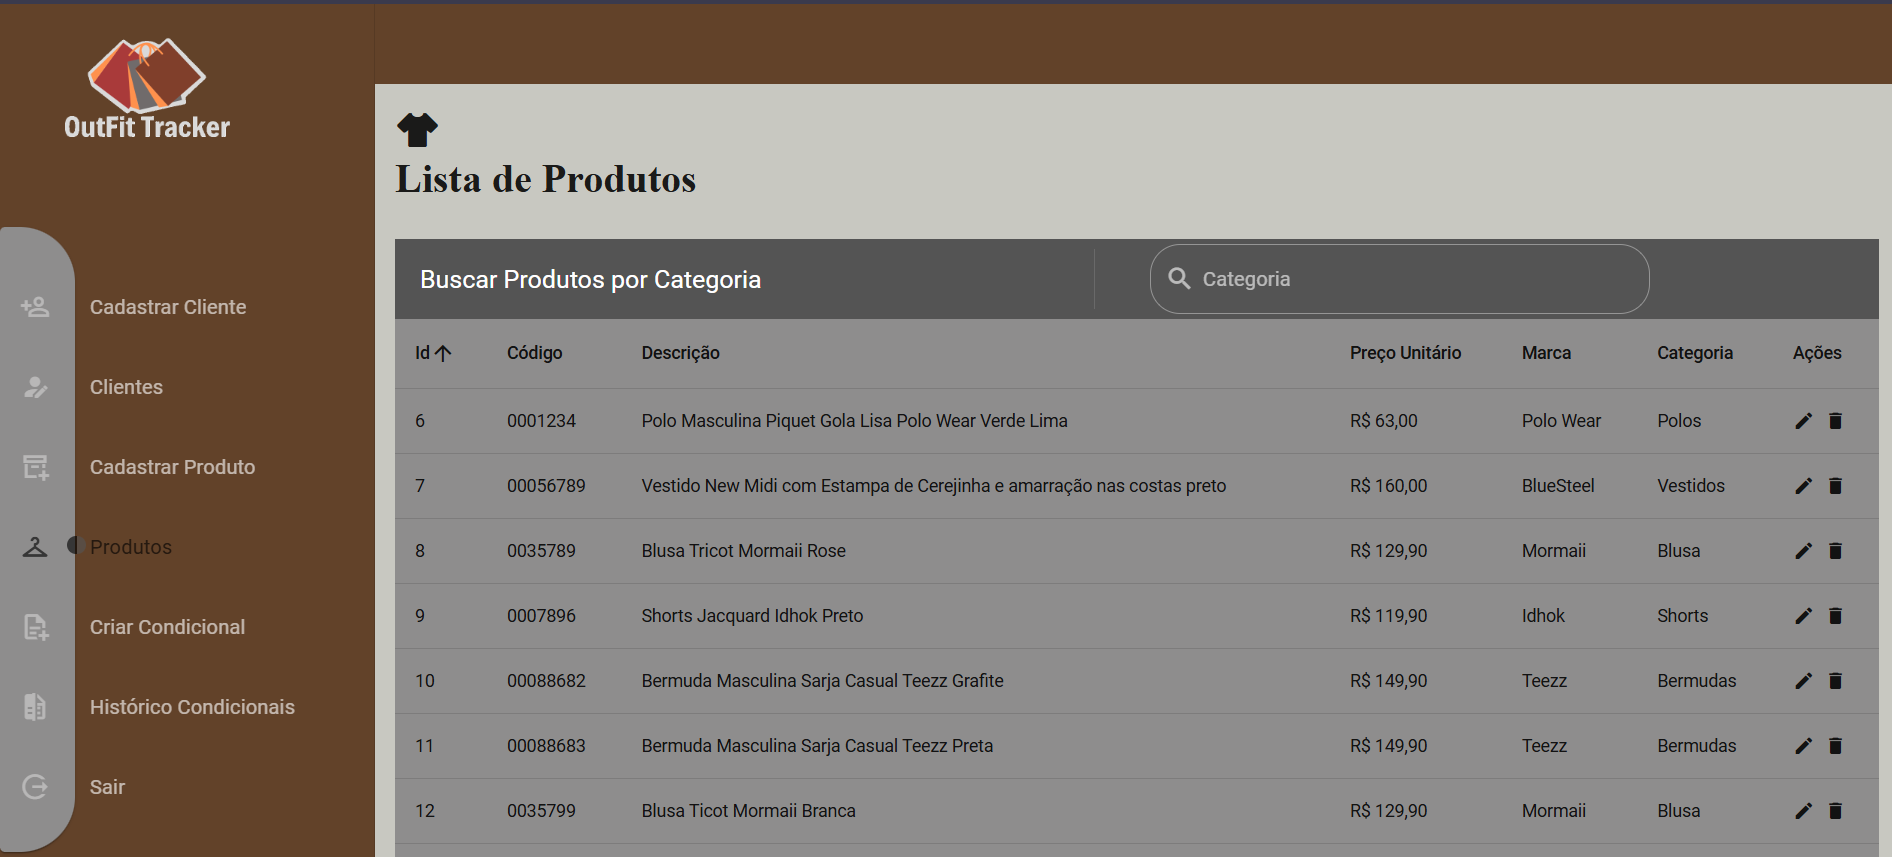 OutFit Tracker
Cadastrar Cliente
Clientes
Cadastrar Produto
Produtos
Criar Condicional
Histórico Condicionais
Sair
Lista de Produtos
Buscar Produtos por Categoria Categoria
Id Código Descrição Preço Unitário Marca Categoria Ações
6 0001234 Polo Masculina Piquet Gola Lisa Polo Wear Verde Lima R$ 63,00 Polo Wear Polos
7 00056789 Vestido New Midi com Estampa de Cerejinha e amarração nas costas preto R$ 160,00 BlueSteel Vestidos
8 0035789 Blusa Tricot Mormaii Rose R$ 129,90 Mormaii Blusa
9 0007896 Shorts Jacquard Idhok Preto R$ 119,90 Idhok Shorts
10 00088682 Bermuda Masculina Sarja Casual Teezz Grafite R$ 149,90 Teezz Bermudas
11 00088683 Bermuda Masculina Sarja Casual Teezz Preta R$ 149,90 Teezz Bermudas
12 0035799 Blusa Ticot Mormaii Branca R$ 129,90 Mormaii Blusa